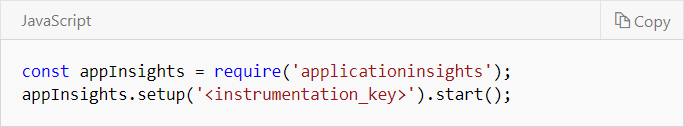 JavaScript Copy
const appInsights = require('applicationinsights');
appInsights.setup('<instrumentation_key>').start();